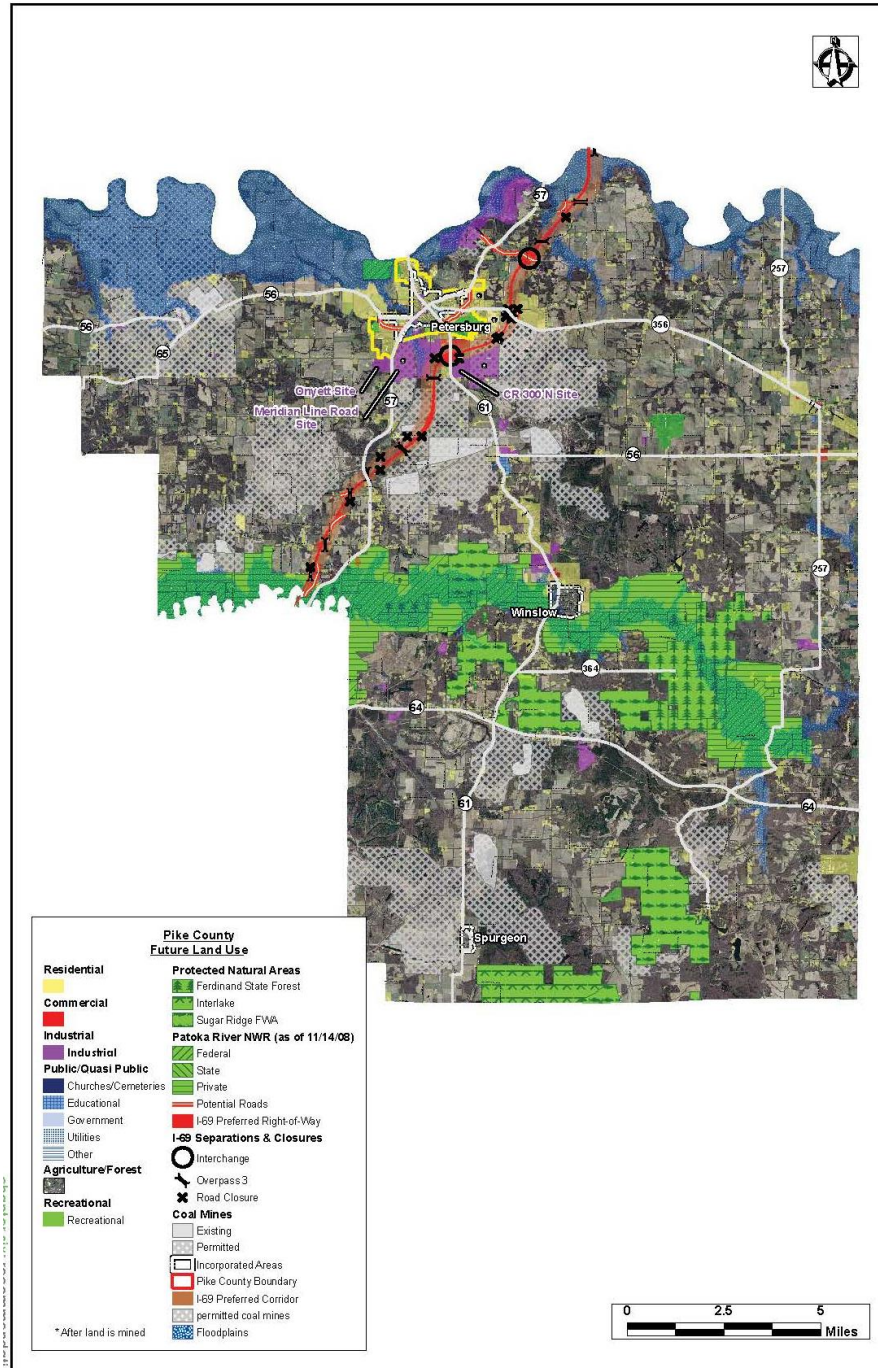 N
57
257
56
56
56
65
Petersburg
356
Onyett Site
Meridian Line Road
Site
CR 300 N Site
57
61
56
257
Winslow
364
64
61
64
Spurgeon
Pike County
Future Land Use
Residential
Commercial
Industrial
Industrial
Public/Quasi Public
Churches/Cemeteries
Educational
Government
Utilities
Other
Agriculture/Forest
Recreational
Recreational
* After land is mined
Protected Natural Areas
Ferdinand State Forest
Interlake
Sugar Ridge FWA
Patoka River NWR (as of 11/14/08)
Federal
State
Private
Potential Roads
I-69 Preferred Right-of-Way
I-69 Separations & Closures
Interchange
Overpass 3
Road Closure
Coal Mines
Existing
Permitted
Incorporated Areas
Pike County Boundary
I-69 Preferred Corridor
permitted coal mines
Floodplains
0 2.5 5
Miles